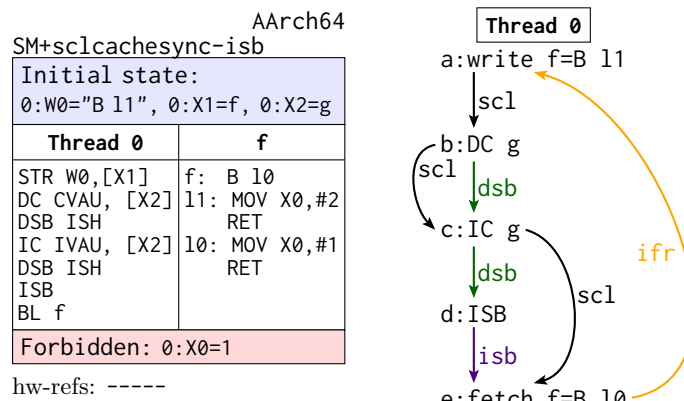 AArch64
SM+sclcachesync-isb
Initial state:
0:W0="B l1", 0:X1=f, 0:X2=g
Thread 0 f
STR W0,[X1] f: B l0
DC CVAU, [X2] l1: MOV X0,#2
DSB ISH RET
IC IVAU, [X2] l0: MOV X0,#1
DSB ISH RET
ISB
BL f
Forbidden: 0:X0=1
hw-refs: -----
Thread 0
a:write f=B l1
scl
b:DC g
scl
dsb
c:IC g
ifr
dsb
scl
d:ISB
isb
e:fetch f=B l0